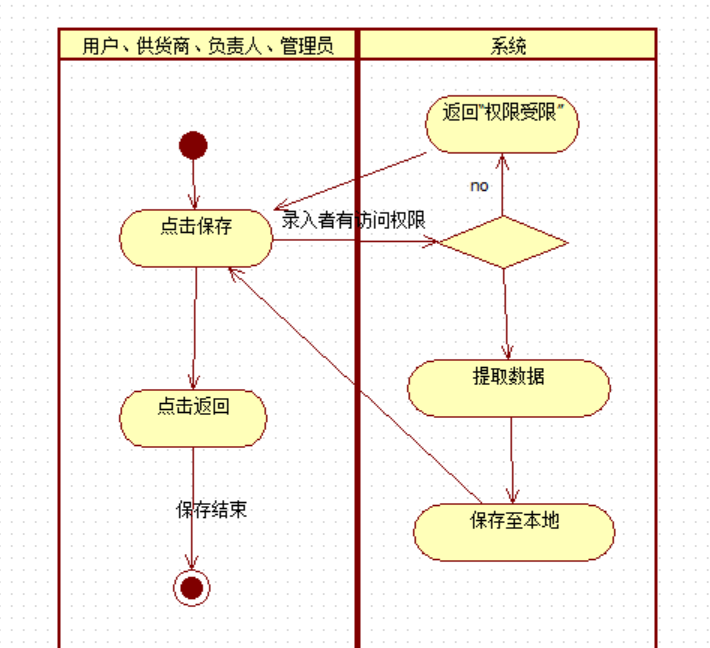 用户、供货商、负责人、管理员
系统
返回“权限受限”
no
点击保存
录入者有访问权限
提取数据
点击返回
保存结束
保存至本地